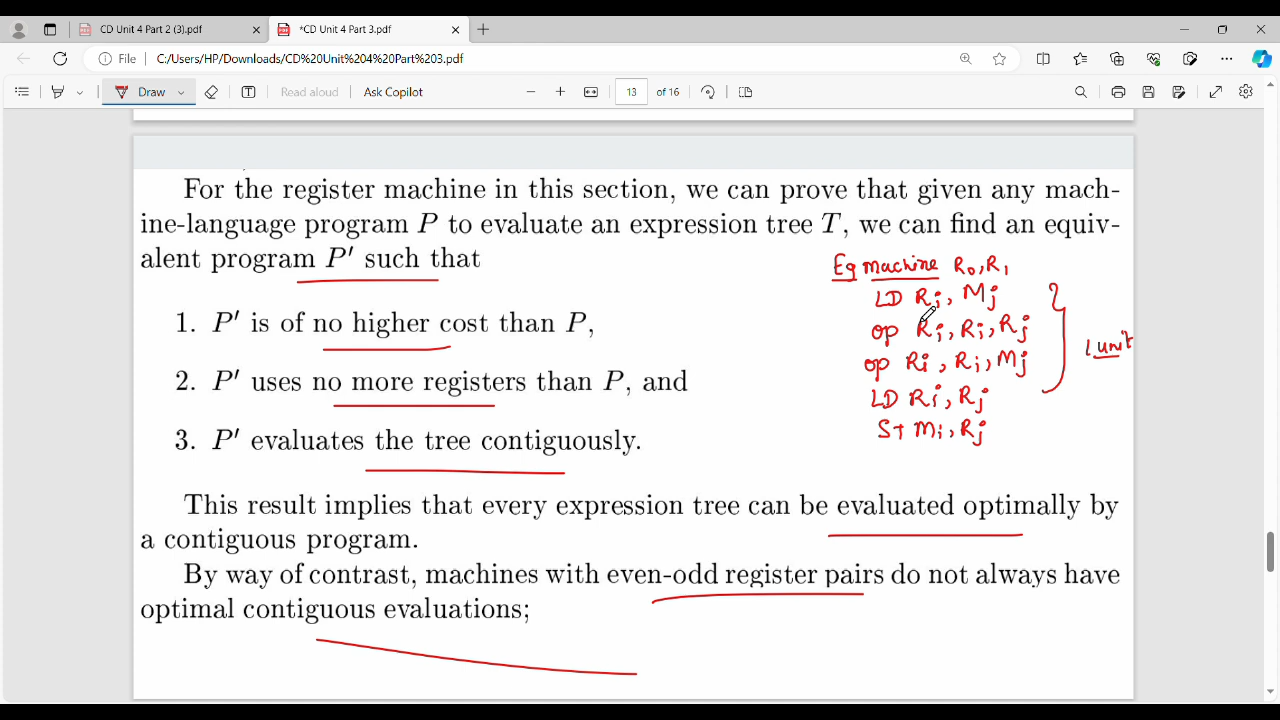 CD Unit 4 Part 2 (3).pdf
*CD Unit 4 Part 3.pdf
File C:/Users/HP/Downloads/CD%20Unit%204%20Part%203.pdf
Draw Read aloud Ask Copilot 13 of 16
For the register machine in this section, we can prove that given any mach-
ine-language program P to evaluate an expression tree T, we can find an equiv-
alent program P′ such that
1. P′ is of no higher cost than P,
2. P′ uses no more registers than P, and
3. P′ evaluates the tree contiguously.
Eg machine R0, R1
LD Ri, Mj
op Ri, Ri, Rj
op Ri, Ri, Mj
LD Ri, Rj
ST Mi, Rj
1 unit
This result implies that every expression tree can be evaluated optimally by
a contiguous program.
By way of contrast, machines with even-odd register pairs do not always have
optimal contiguous evaluations;